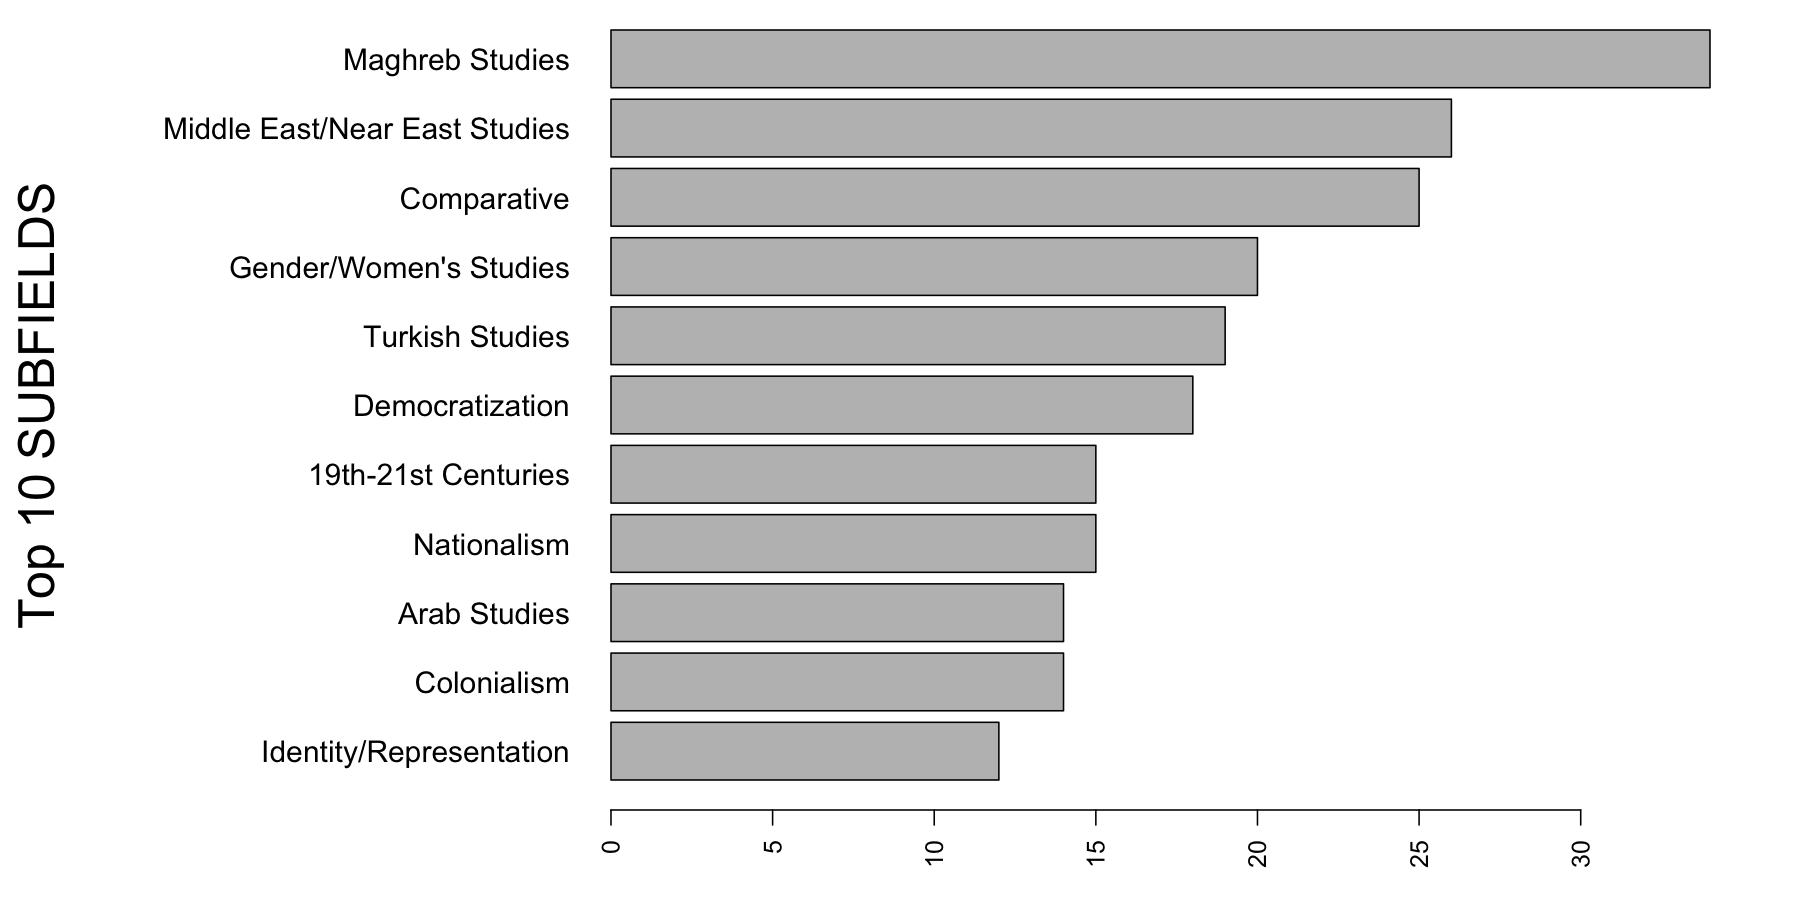 Top 10 SUBFIELDS
Maghreb Studies
Middle East/Near East Studies
Comparative
Gender/Women's Studies
Turkish Studies
Democratization
19th-21st Centuries
Nationalism
Arab Studies
Colonialism
Identity/Representation
0
5
10
15
20
25
30